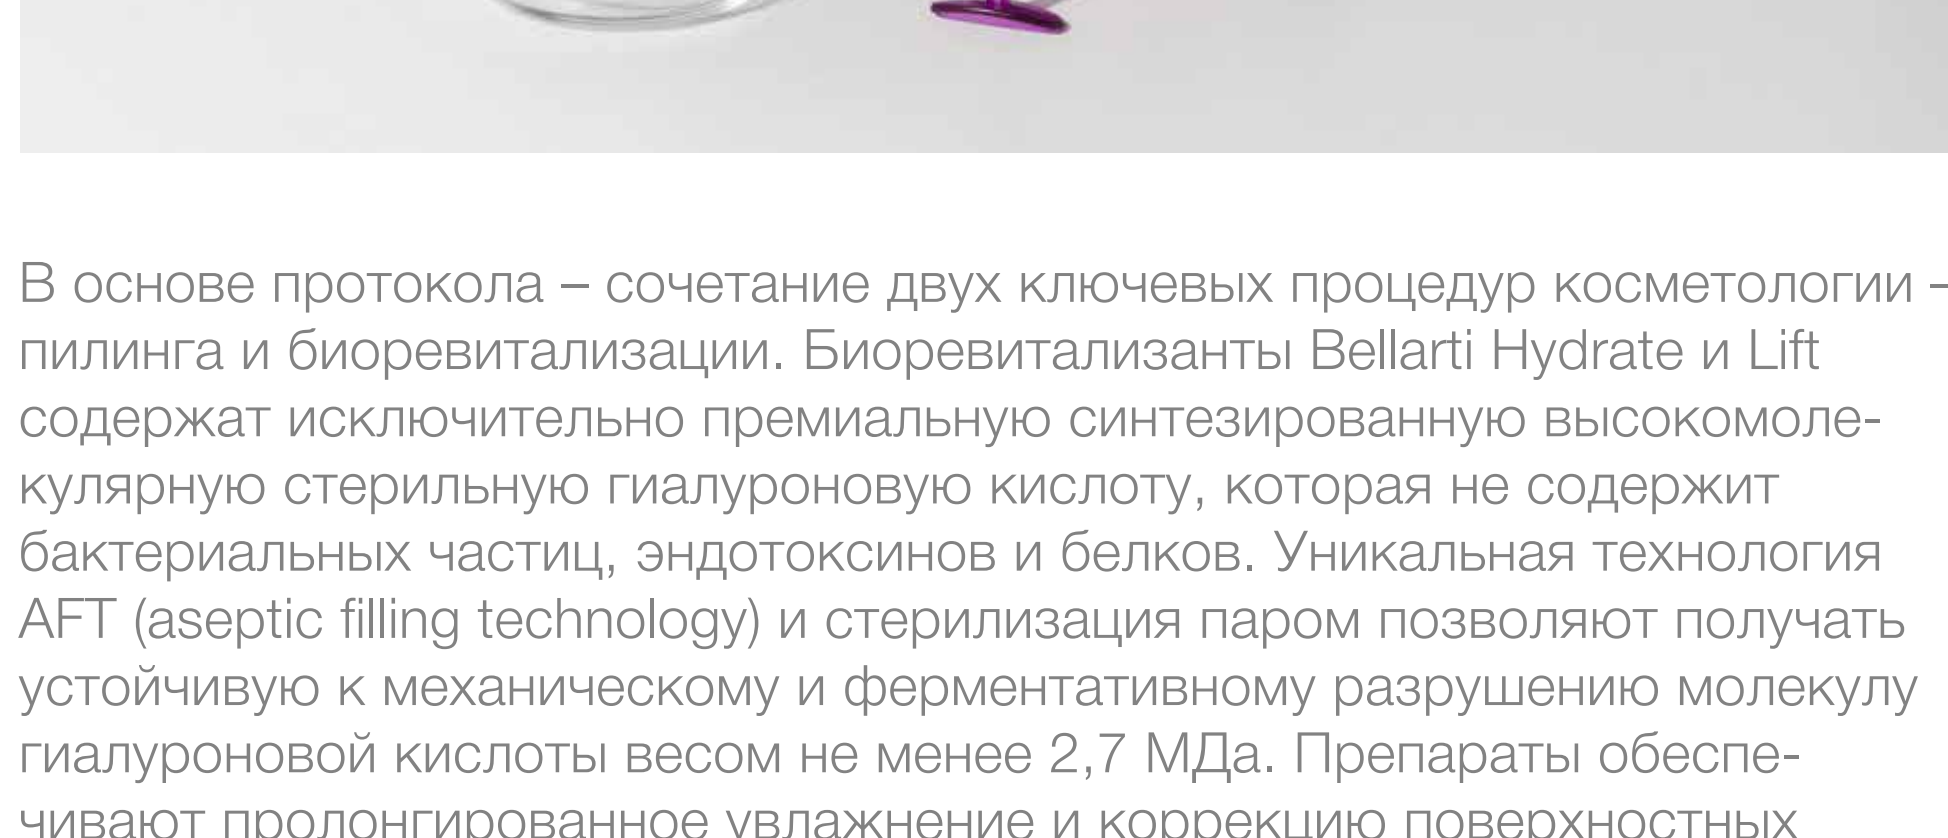 В основе протокола – сочетание двух ключевых процедур косметологии –
пилинга и биоревитализации. Биоревитализанты Bellarti Hydrate и Lift
содержат исключительно премиальную синтезированную высокомоле-
кулярную стерильную гиалуроновую кислоту, которая не содержит
бактериальных частиц, эндотоксинов и белков. Уникальная технология
AFT (aseptic filling technology) и стерилизация паром позволяют получать
устойчивую к механическому и ферментативному разрушению молекулу
гиалуроновой кислоты весом не менее 2,7 МДа. Препараты обеспе-
чивают пролонгированное увлажнение и коррекцию поверхностных